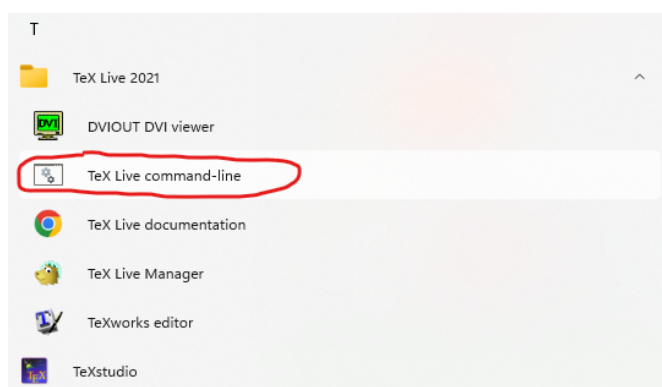 T
TeX Live 2021
DVI
DVIOUT DVI viewer
TeX Live command-line
TeX Live documentation
TeX Live Manager
TeXworks editor
TeXstudio